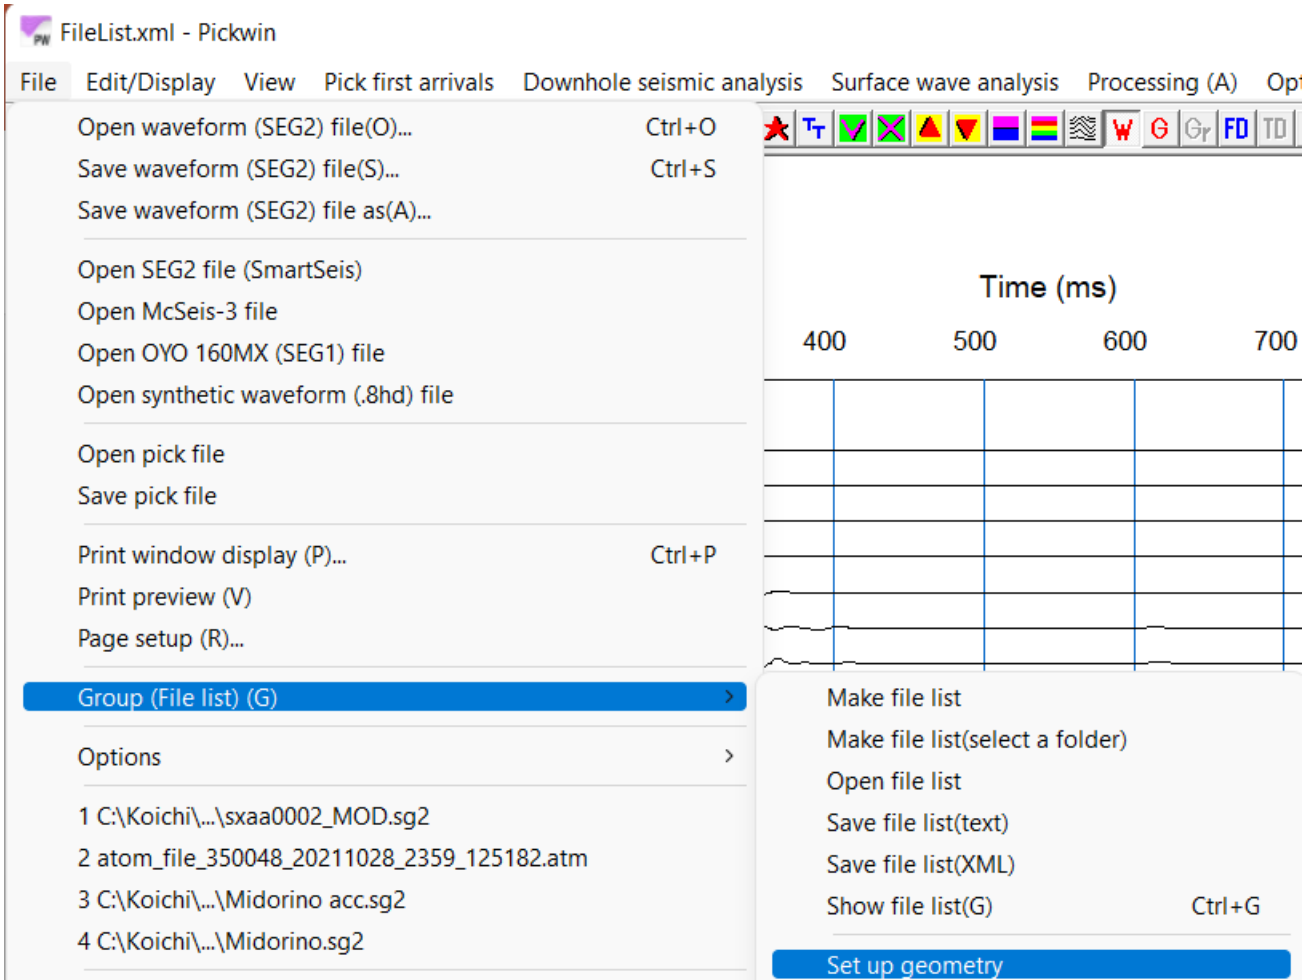 PW FileList.xml - Pickwin
File Edit/Display View Pick first arrivals Downhole seismic analysis Surface wave analysis Processing (A) Opt
Open waveform (SEG2) file(O)... Ctrl+O
Save waveform (SEG2) file(S)... Ctrl+S
Save waveform (SEG2) file as(A)...
Open SEG2 file (SmartSeis)
Open McSeis-3 file
Open OYO 160MX (SEG1) file
Open synthetic waveform (.8hd) file
Open pick file
Save pick file
Print window display (P)... Ctrl+P
Print preview (V)
Page setup (R)...
Group (File list) (G)
Options
1 C:\Koichi\...\sxaa0002_MOD.sg2
2 atom_file_350048_20211028_2359_125182.atm
3 C:\Koichi\...\Midorino acc.sg2
4 C:\Koichi\...\Midorino.sg2
TT W G Gr FD TD
Time (ms)
400 500 600 700
Make file list
Make file list(select a folder)
Open file list
Save file list(text)
Save file list(XML)
Show file list(G) Ctrl+G
Set up geometry